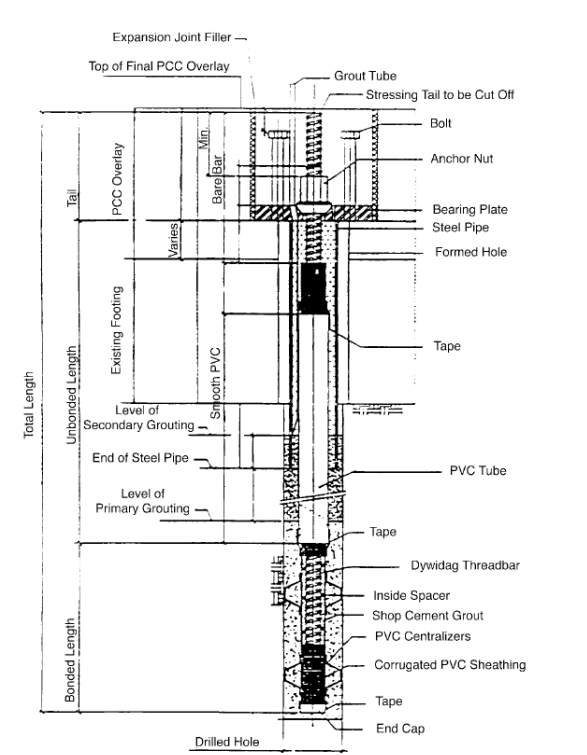 Expansion Joint Filler
Top of Final PCC Overlay
Grout Tube
Stressing Tail to be Cut Off
Bolt
Anchor Nut
Bearing Plate
Steel Pipe
Formed Hole
Tape
PVC Tube
Tape
Dywidag Threadbar
Inside Spacer
Shop Cement Grout
PVC Centralizers
Corrugated PVC Sheathing
Tape
End Cap
Drilled Hole
Total Length
Tail
Unbonded Length
Bonded Length
PCC Overlay
Existing Footing
Varies
Min.
Bare Bar
Smooth PVC
Level of
Secondary Grouting
End of Steel Pipe
Level of
Primary Grouting